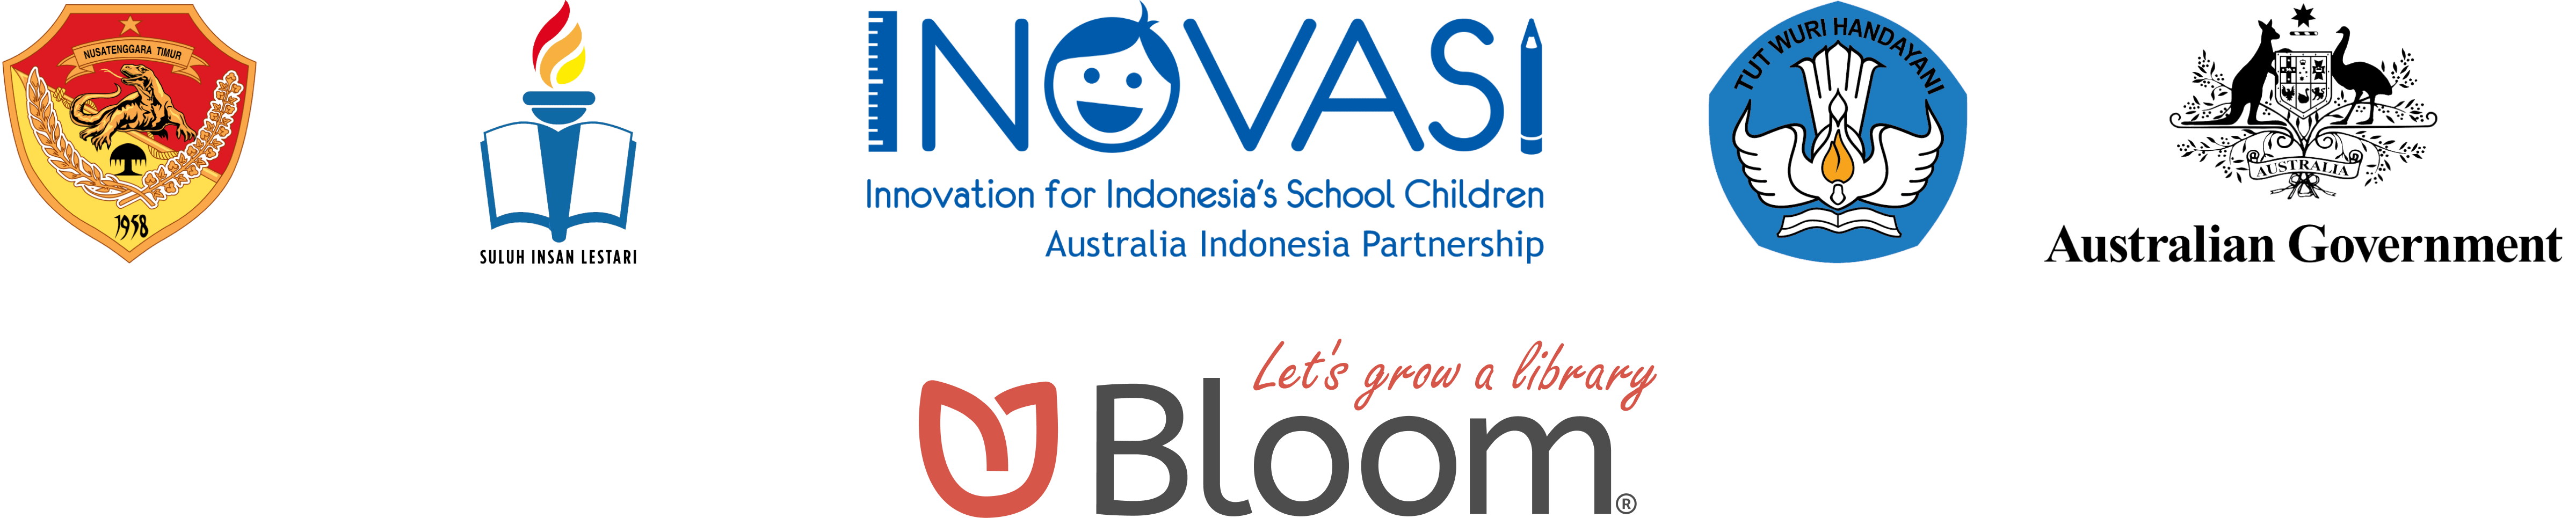 NUSATENGGARA TIMUR
1958
SULUH INSAN LESTARI
INOVASI
Innovation for Indonesia's School Children
Australia Indonesia Partnership
TUT WURI HANDAYANI
AUSTRALIA
Australian Government
Let's grow a library
Bloom®